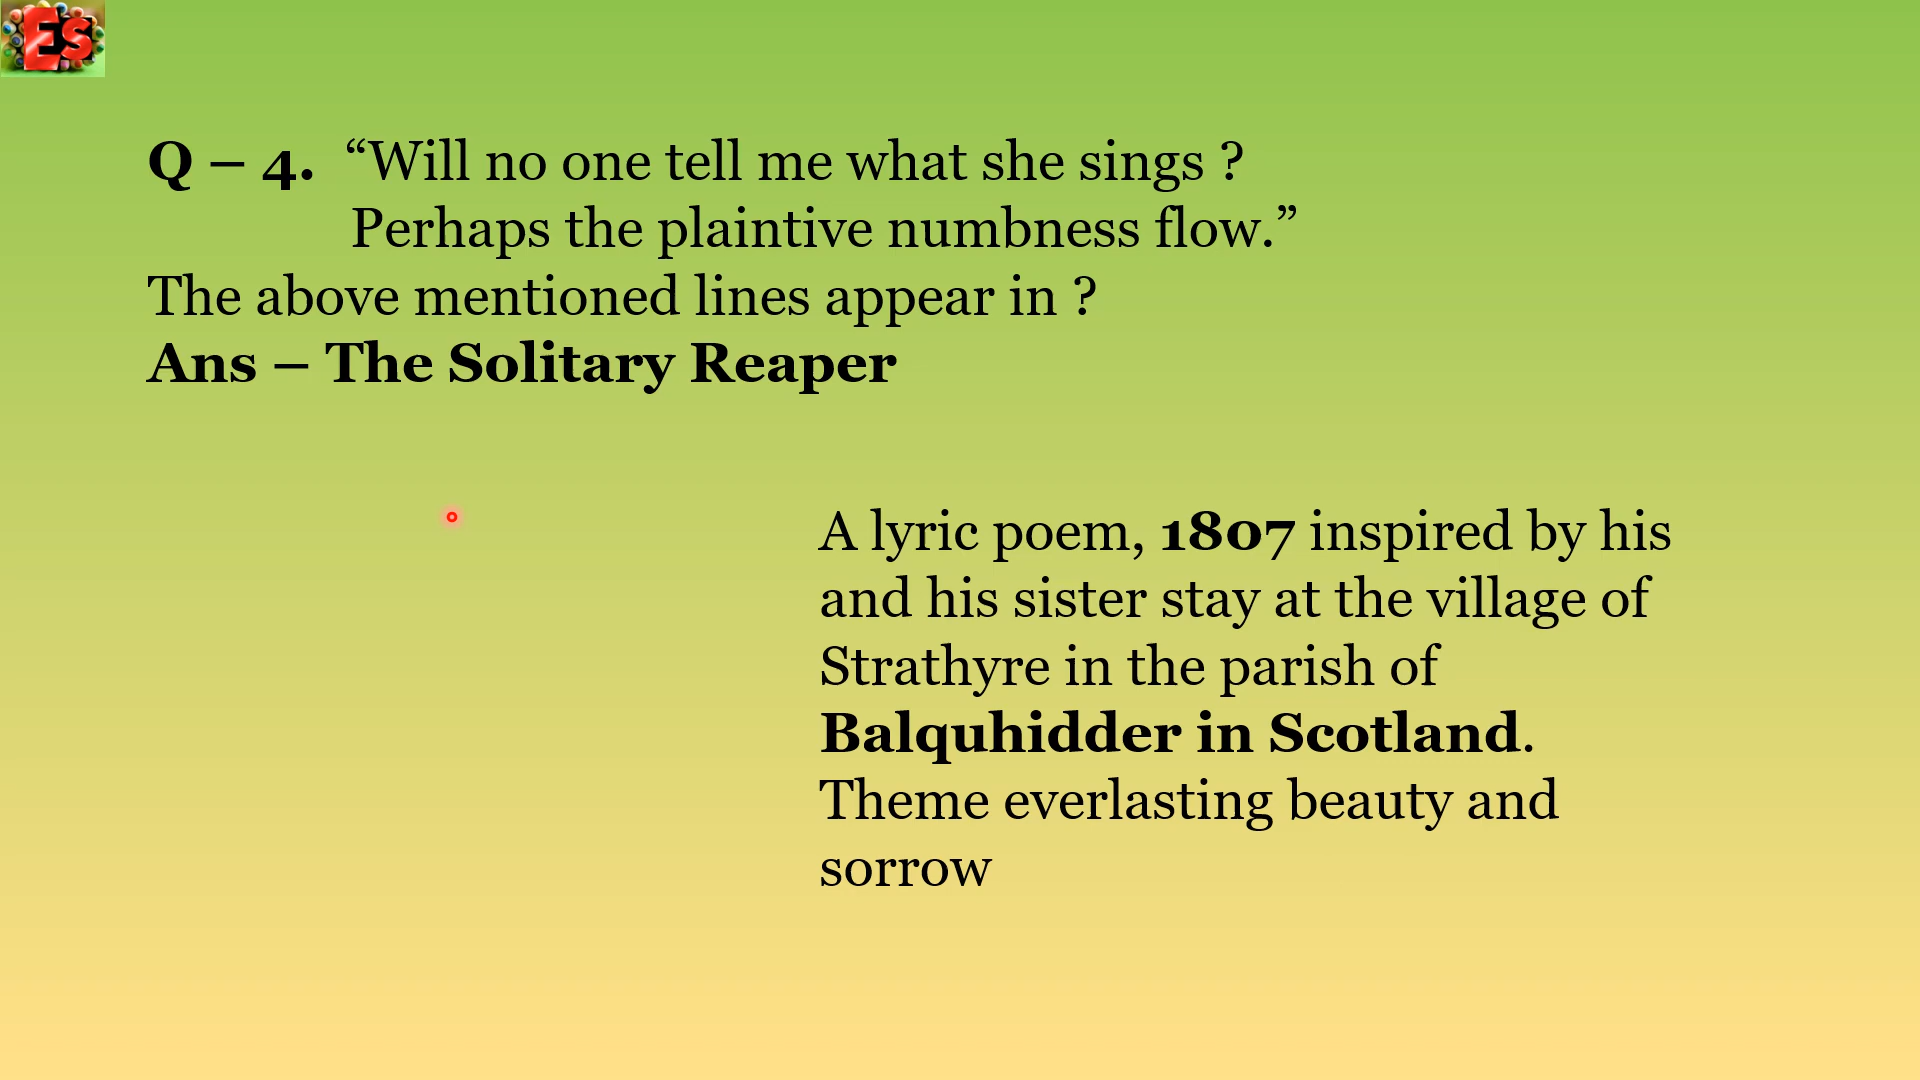 Es
Q – 4. “Will no one tell me what she sings ?
Perhaps the plaintive numbness flow.”
The above mentioned lines appear in ?
Ans – The Solitary Reaper
A lyric poem, 1807 inspired by his
and his sister stay at the village of
Strathyre in the parish of
Balquhidder in Scotland.
Theme everlasting beauty and
sorrow